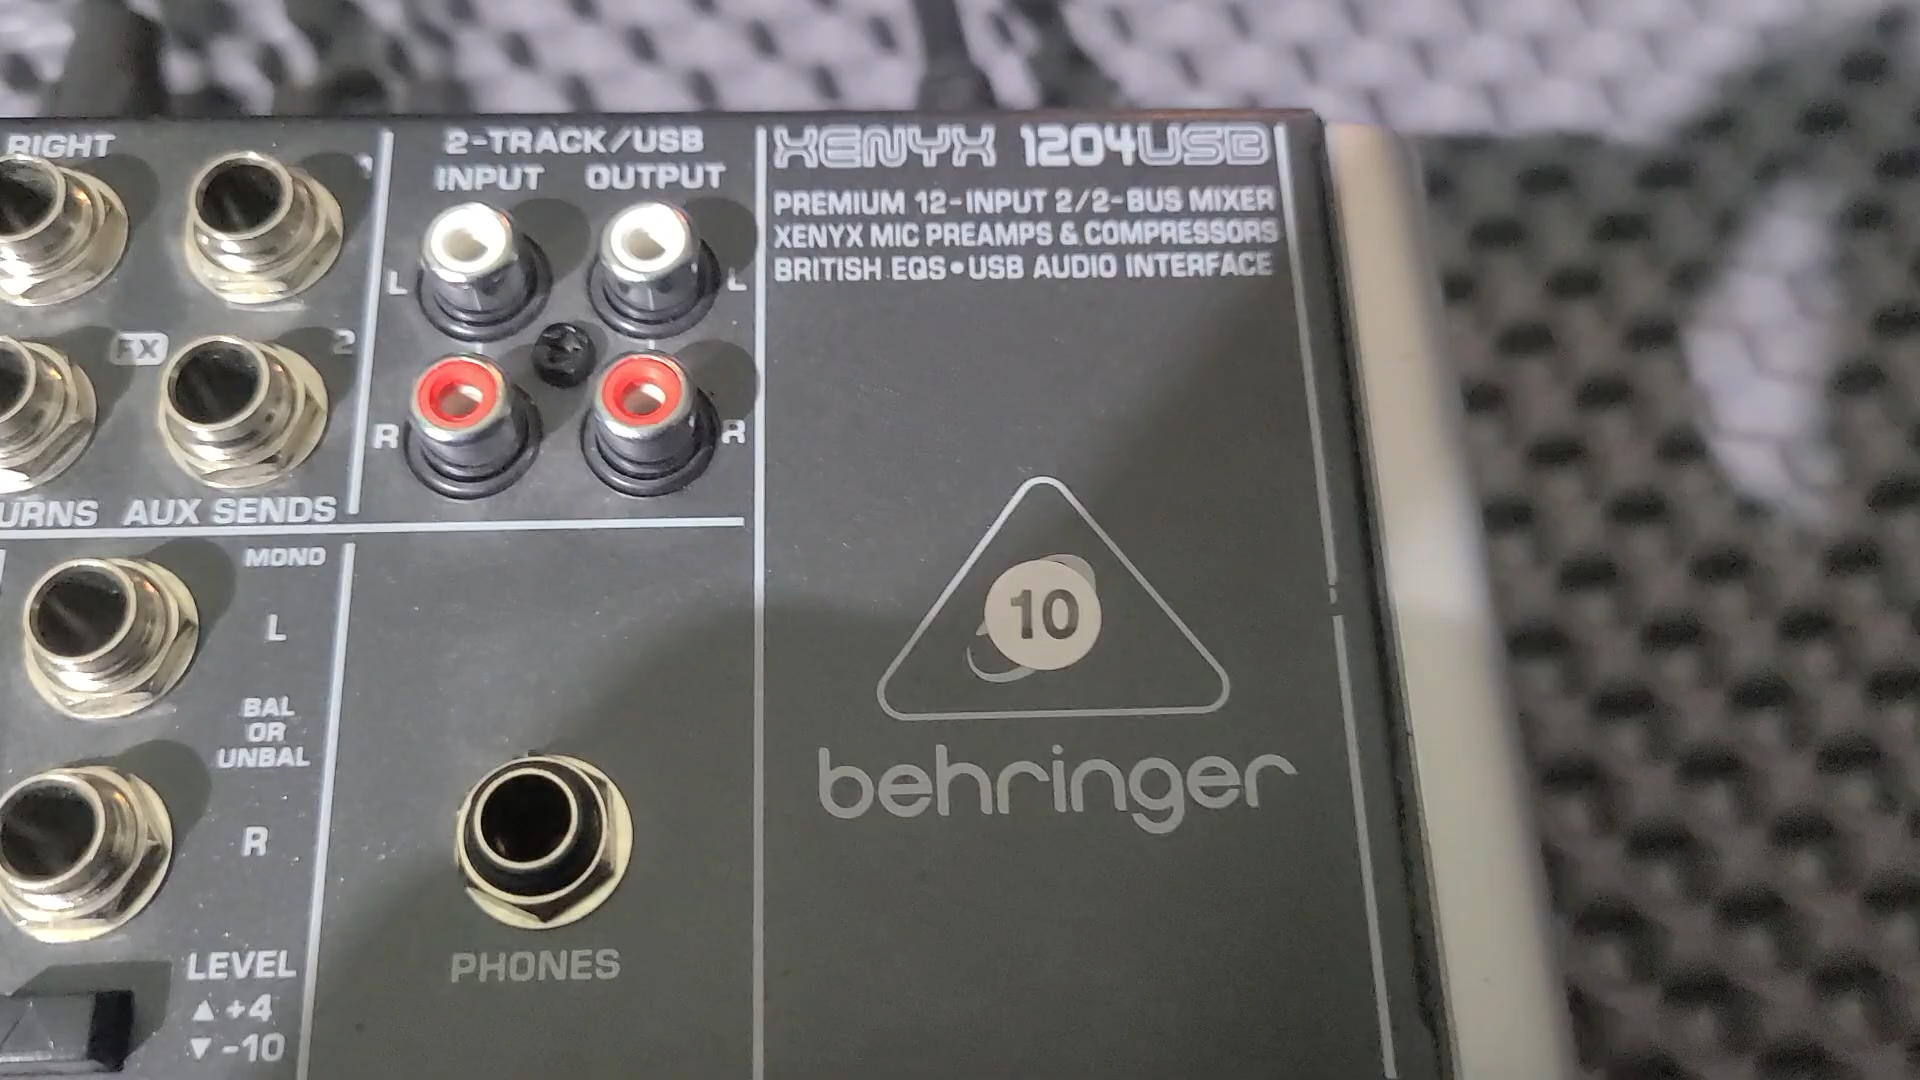 RIGHT
1
FX
2
URNS AUX SENDS
2-TRACK/USB
INPUT OUTPUT
L L
R R
XENYX 1204USB
PREMIUM 12-INPUT 2/2-BUS MIXER
XENYX MIC PREAMPS & COMPRESSORS
BRITISH EQS•USB AUDIO INTERFACE
MONO
L
BAL
OR
UNBAL
R
LEVEL
▲ +4
▼ -10
PHONES
10
behringer